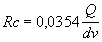 Rc = 0,0354 Q/dv